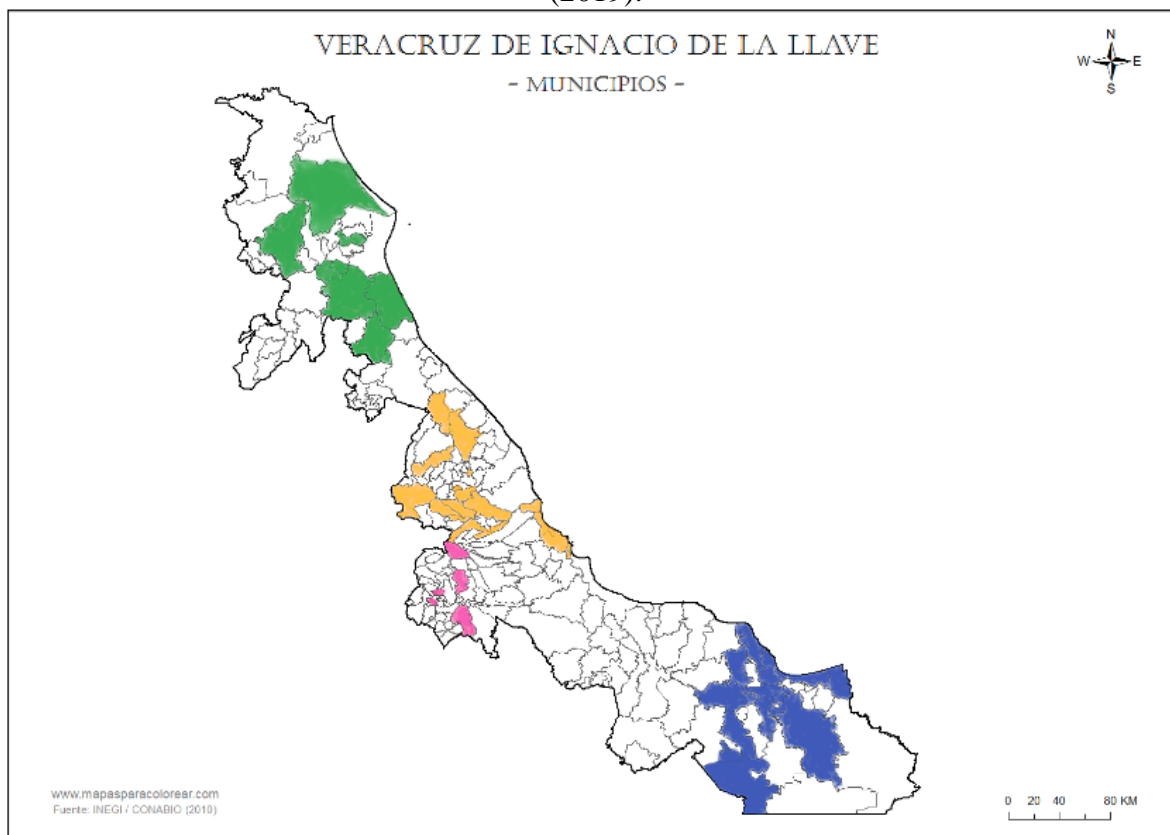 (2019).
VERACRUZ DE IGNACIO DE LA LLAVE
- MUNICIPIOS -
N
W E
S
www.mapasparacolorear.com
Fuente: INEGI / CONABIO (2010)
0 20 40 80 KM